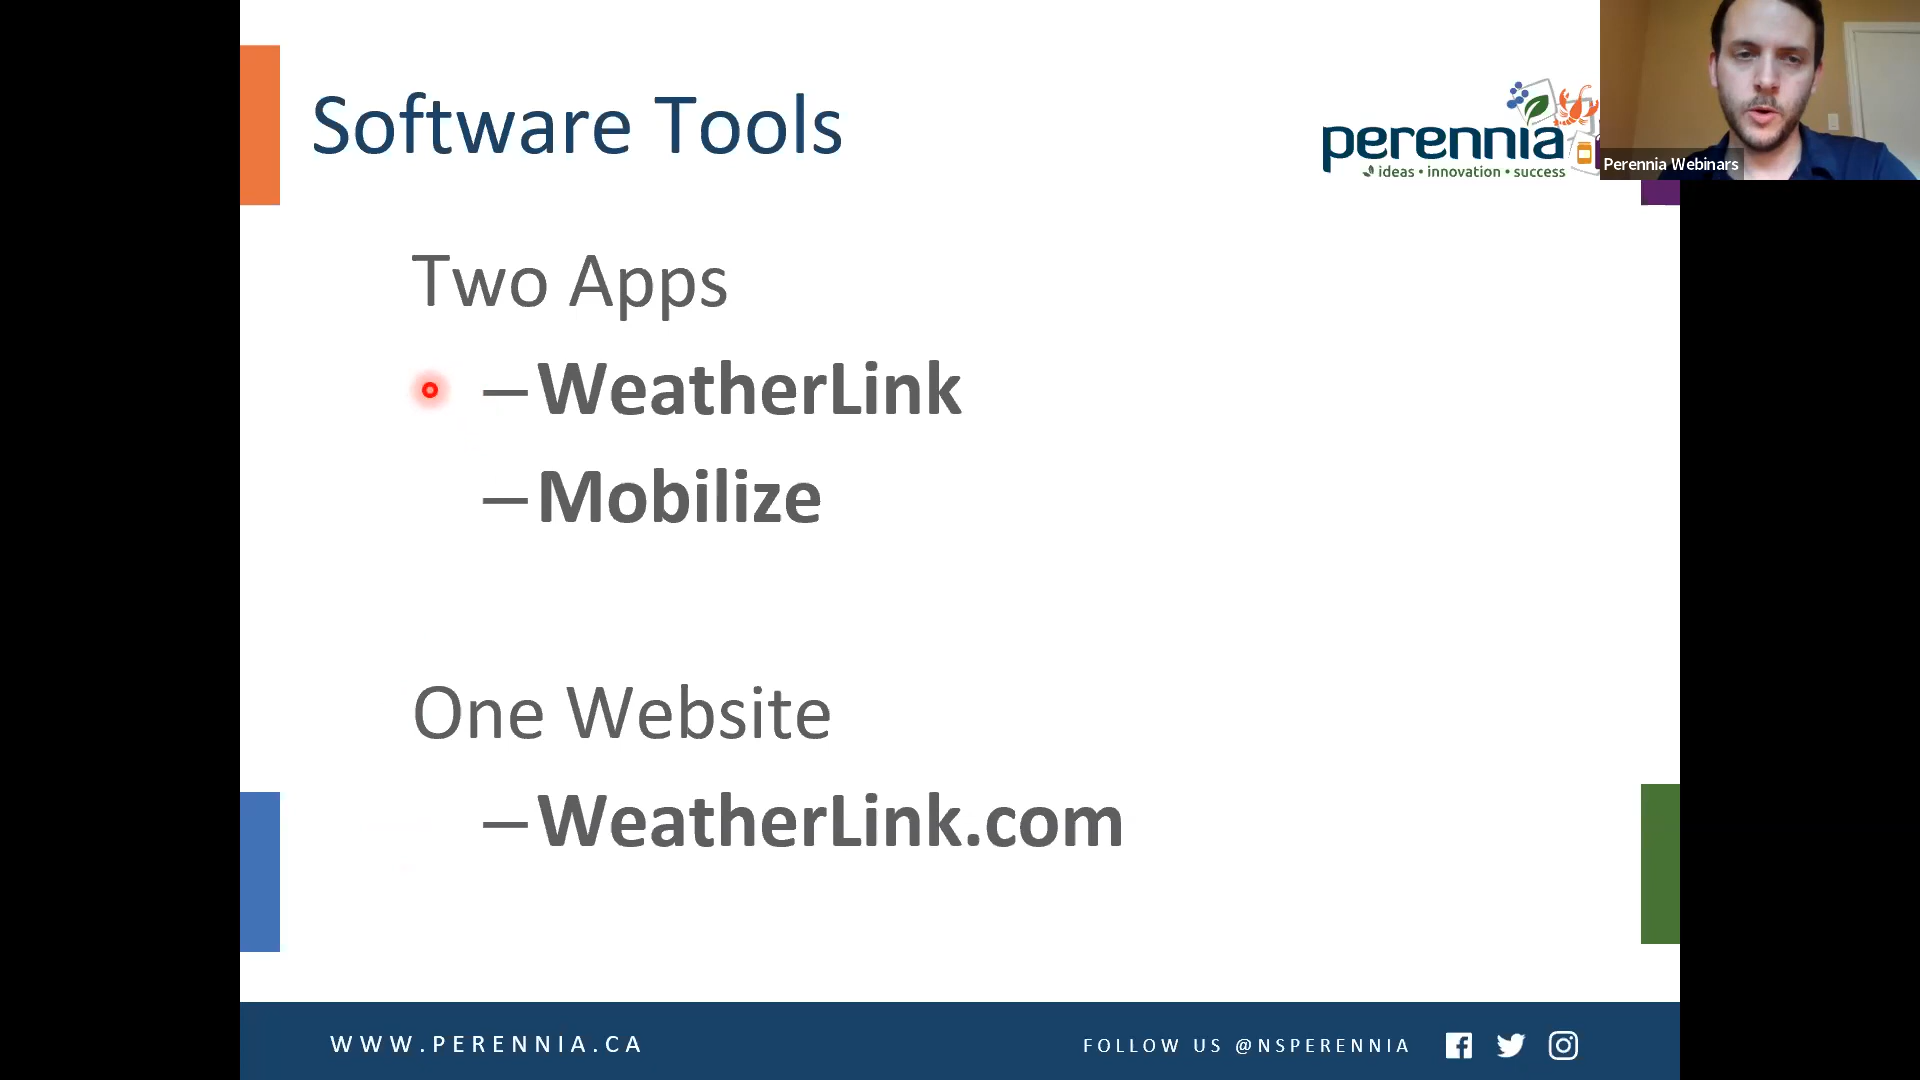 Software Tools
perennia
ideas • innovation • success
Perennia Webinars
Two Apps
–WeatherLink
–Mobilize
One Website
–WeatherLink.com
WWW.PERENNIA.CA
FOLLOW US @NSPERENNIA